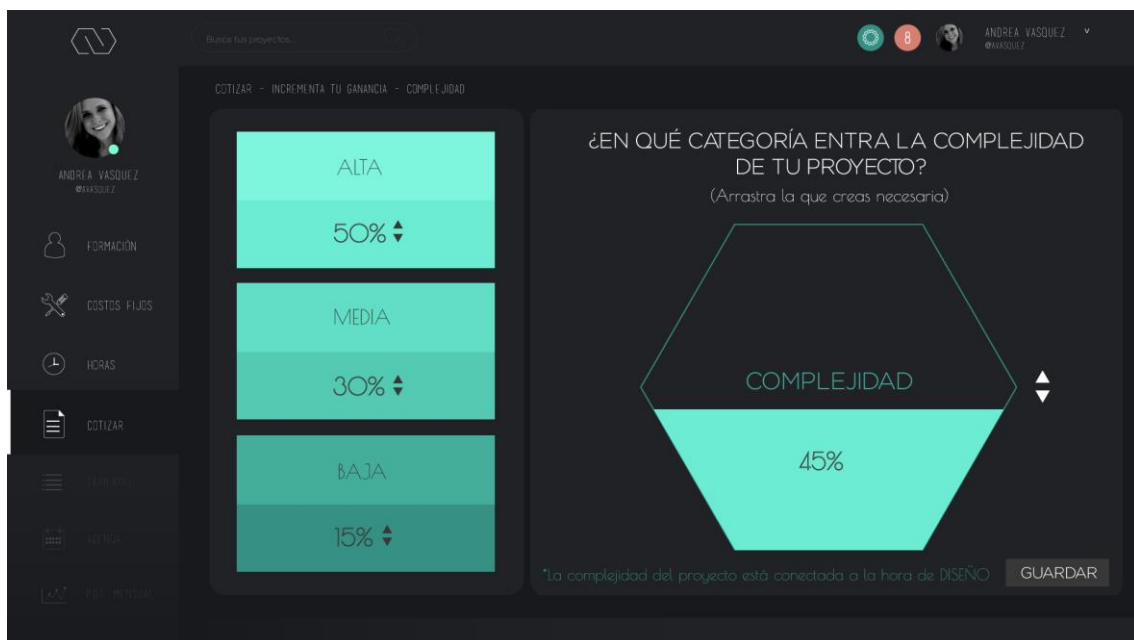 Busca tus proyectos...
8
ANDREA VASQUEZ
@AVASQUEZ
COTIZAR - INCREMENTA TU GANANCIA - COMPLEJIDAD
ANDREA VASQUEZ
@AVASQUEZ
FORMACIÓN
COSTOS FIJOS
HORAS
COTIZAR
AGENDA
ALTA
50%
MEDIA
30%
BAJA
15%
¿EN QUÉ CATEGORÍA ENTRA LA COMPLEJIDAD
DE TU PROYECTO?
(Arrastra la que creas necesaria)
COMPLEJIDAD
45%
*La complejidad del proyecto está conectada a la hora de DISEÑO
GUARDAR